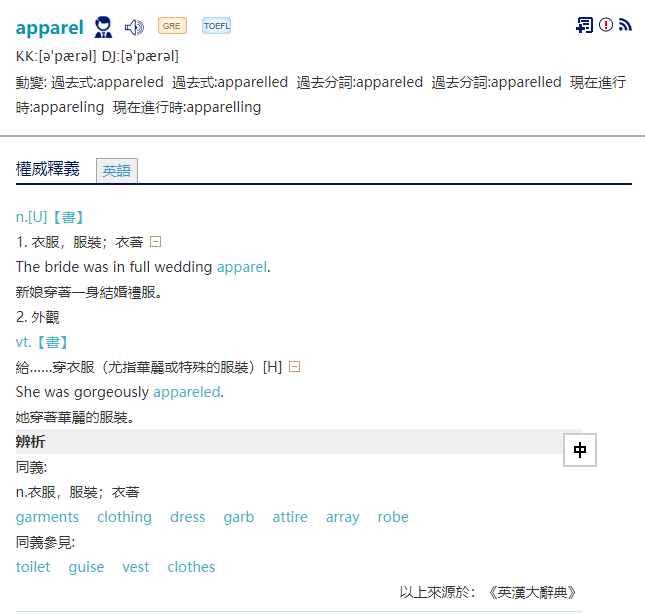 apparel GRE TOEFL
KK:[əˈpærəl] DJ:[əˈpærəl]
動變: 過去式:appareled 過去式:apparelled 過去分詞:appareled 過去分詞:apparelled 現在進行
時:appareling 現在進行時:apparelling
權威釋義 英語
n.[U]【書】
1. 衣服，服裝；衣著
The bride was in full wedding apparel.
新娘穿著一身結婚禮服。
2. 外觀
vt.【書】
給……穿衣服（尤指華麗或特殊的服裝）[H]
She was gorgeously appareled.
她穿著華麗的服裝。
辨析
中
同義:
n.衣服，服裝；衣著
garments clothing dress garb attire array robe
同義參見:
toilet guise vest clothes
以上來源於：《英漢大辭典》